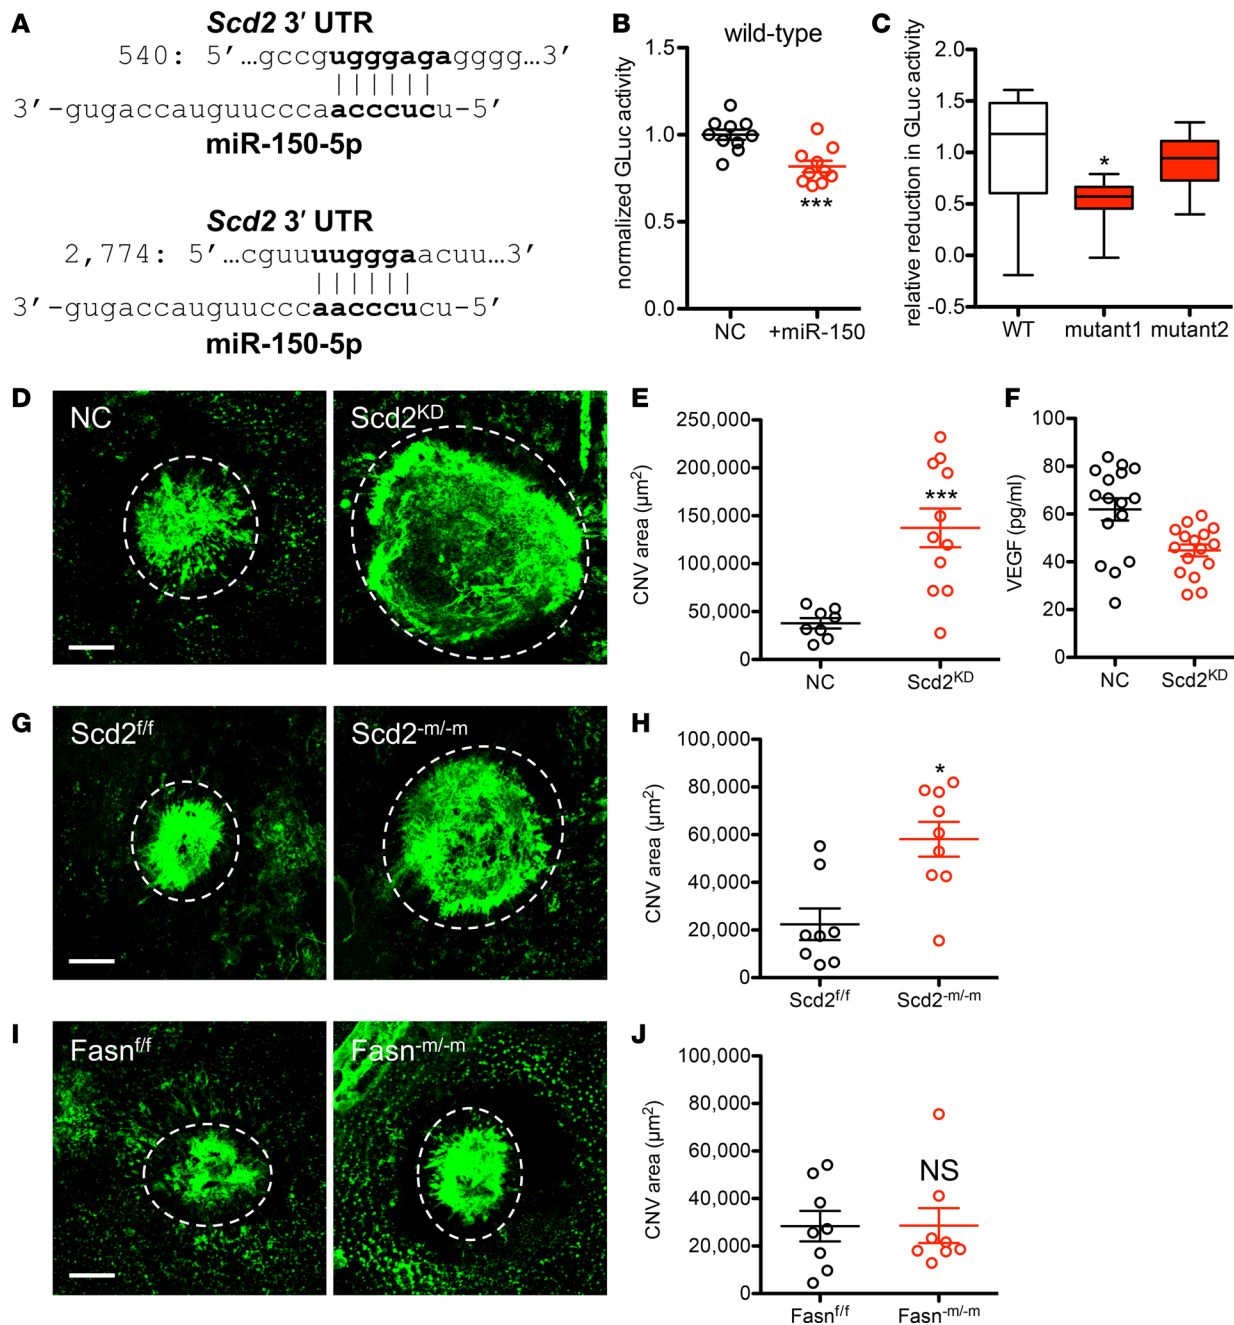 A
Scd2 3′ UTR
540: 5′…gccgugggagagggg…3′
3′-gugaccauguucccaacccucu-5′
miR-150-5p
Scd2 3′ UTR
2,774: 5′…cguuuugggaacuu…3′
3′-gugaccauguucccaacccucu-5′
miR-150-5p
B
wild-type
normalized GLuc activity
1.5
1.0
0.5
0.0
***
NC
+miR-150
C
relative reduction in GLuc activity
2.0
1.5
1.0
0.5
0.0
-0.5
*
WT
mutant1
mutant2
D
NC
Scd2KD
E
CNV area (µm2)
250,000
200,000
150,000
100,000
50,000
0
***
NC
Scd2KD
F
VEGF (pg/ml)
100
80
60
40
20
0
NC
Scd2KD
G
Scd2f/f
Scd2-m/-m
H
CNV area (µm2)
100,000
80,000
60,000
40,000
20,000
0
*
Scd2f/f
Scd2-m/-m
I
Fasnf/f
Fasn-m/-m
J
CNV area (µm2)
100,000
80,000
60,000
40,000
20,000
0
NS
Fasnf/f
Fasn-m/-m